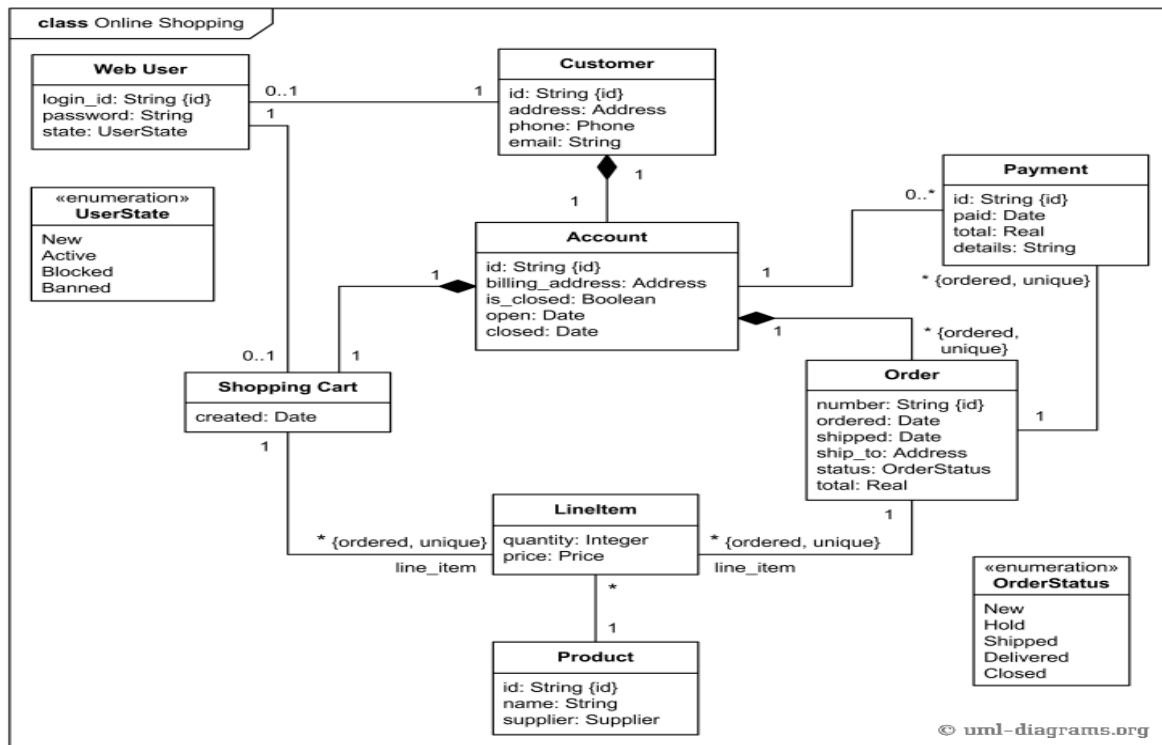 class Online Shopping
Web User
login_id: String {id}
password: String
state: UserState
0..1
1
1
Customer
id: String {id}
address: Address
phone: Phone
email: String
1
1
«enumeration»
UserState
New
Active
Blocked
Banned
Account
id: String {id}
billing_address: Address
is_closed: Boolean
open: Date
closed: Date
1
1
0..*
Payment
id: String {id}
paid: Date
total: Real
details: String
* {ordered, unique}
1
* {ordered,
unique}
0..1
1
Shopping Cart
created: Date
1
Order
number: String {id}
ordered: Date
shipped: Date
ship_to: Address
status: OrderStatus
total: Real
1
1
* {ordered, unique}
line_item
LineItem
quantity: Integer
price: Price
* {ordered, unique}
line_item
*
1
Product
id: String {id}
name: String
supplier: Supplier
«enumeration»
OrderStatus
New
Hold
Shipped
Delivered
Closed
© uml-diagrams.org